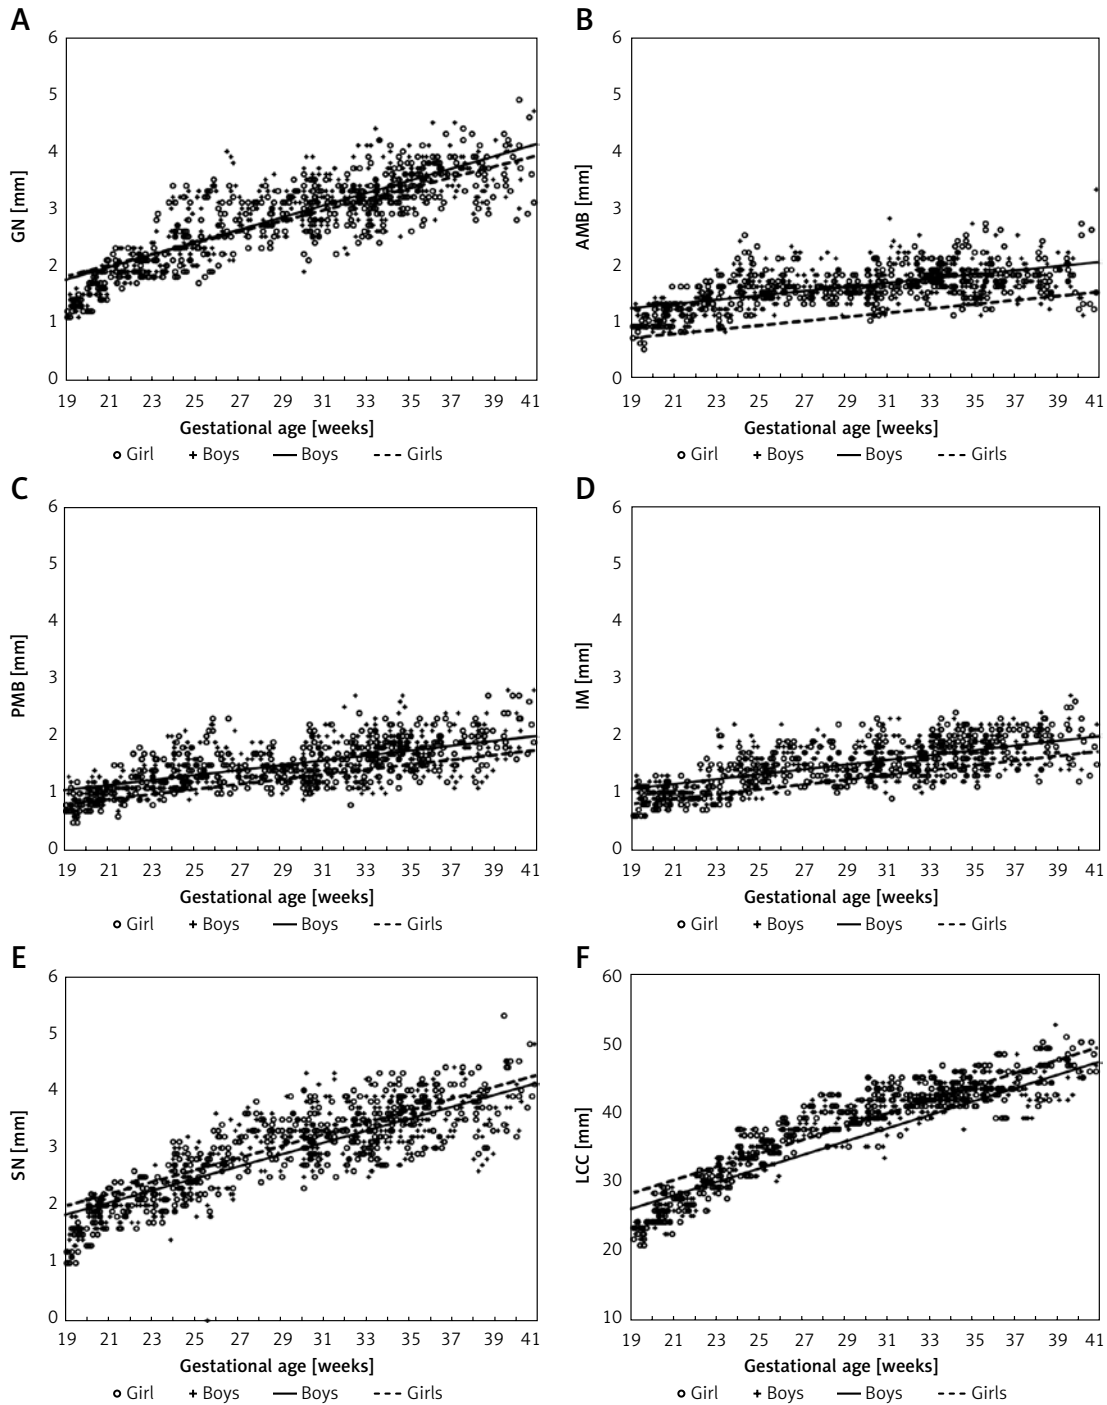 A
B
6
5
4
3
2
1
0
GN [mm]
19 21 23 25 27 29 31 33 35 37 39 41
Gestational age [weeks]
Girl Boys Boys Girls
6
5
4
3
2
1
0
AMB [mm]
19 21 23 25 27 29 31 33 35 37 39 41
Gestational age [weeks]
Girl Boys Boys Girls
C
D
6
5
4
3
2
1
0
PMB [mm]
19 21 23 25 27 29 31 33 35 37 39 41
Gestational age [weeks]
Girl Boys Boys Girls
6
5
4
3
2
1
0
IM [mm]
19 21 23 25 27 29 31 33 35 37 39 41
Gestational age [weeks]
Girl Boys Boys Girls
E
F
6
5
4
3
2
1
0
SN [mm]
19 21 23 25 27 29 31 33 35 37 39 41
Gestational age [weeks]
Girl Boys Boys Girls
60
50
40
30
20
10
LCC [mm]
19 21 23 25 27 29 31 33 35 37 39 41
Gestational age [weeks]
Girl Boys Boys Girls